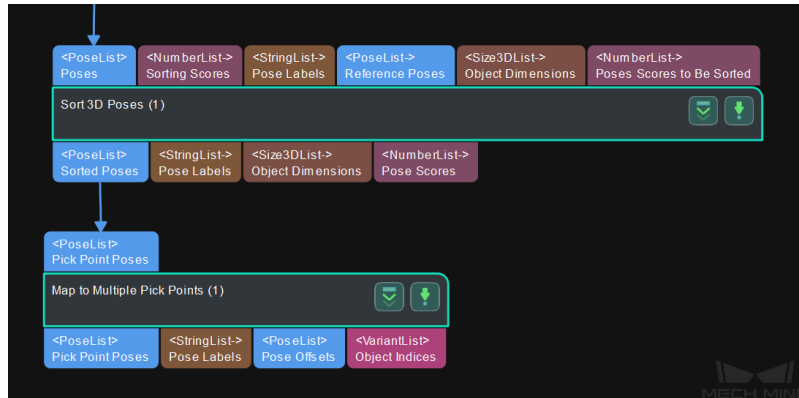 <PoseList> <NumberList-> <StringList-> <PoseList-> <Size3DList-> <NumberList->
Poses Sorting Scores Pose Labels Reference Poses Object Dimensions Poses Scores to Be Sorted
Sort 3D Poses (1)
<PoseList> <StringList-> <Size3DList-> <NumberList->
Sorted Poses Pose Labels Object Dimensions Pose Scores
<PoseList>
Pick Point Poses
Map to Multiple Pick Points (1)
<PoseList> <StringList-> <PoseList> <VariantList>
Pick Point Poses Pose Labels Pose Offsets Object Indices
MECH MIND